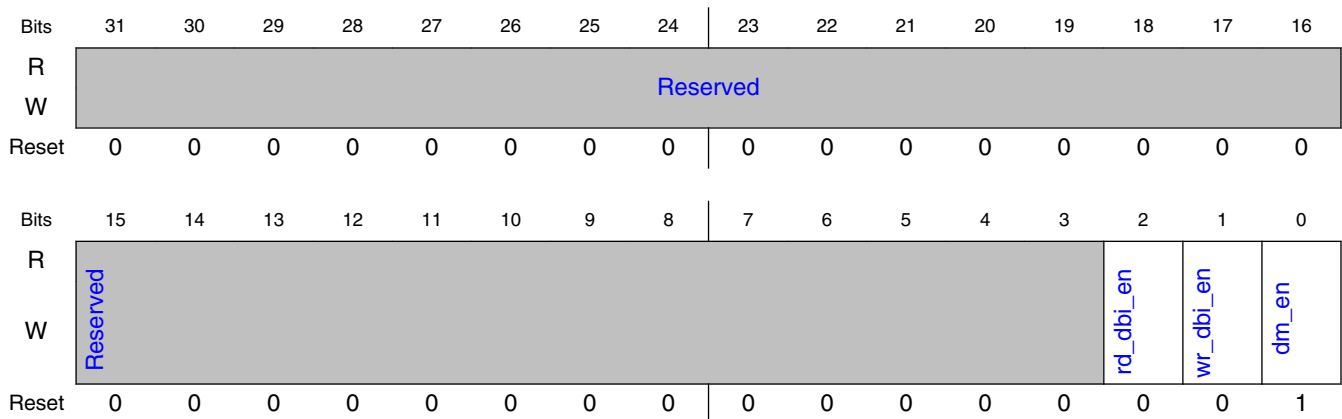 Bits 31 30 29 28 27 26 25 24 23 22 21 20 19 18 17 16
R
Reserved
W
Reset 0 0 0 0 0 0 0 0 0 0 0 0 0 0 0 0
Bits 15 14 13 12 11 10 9 8 7 6 5 4 3 2 1 0
R
Reserved rd_dbi_en wr_dbi_en dm_en
W
Reset 0 0 0 0 0 0 0 0 0 0 0 0 0 0 0 1